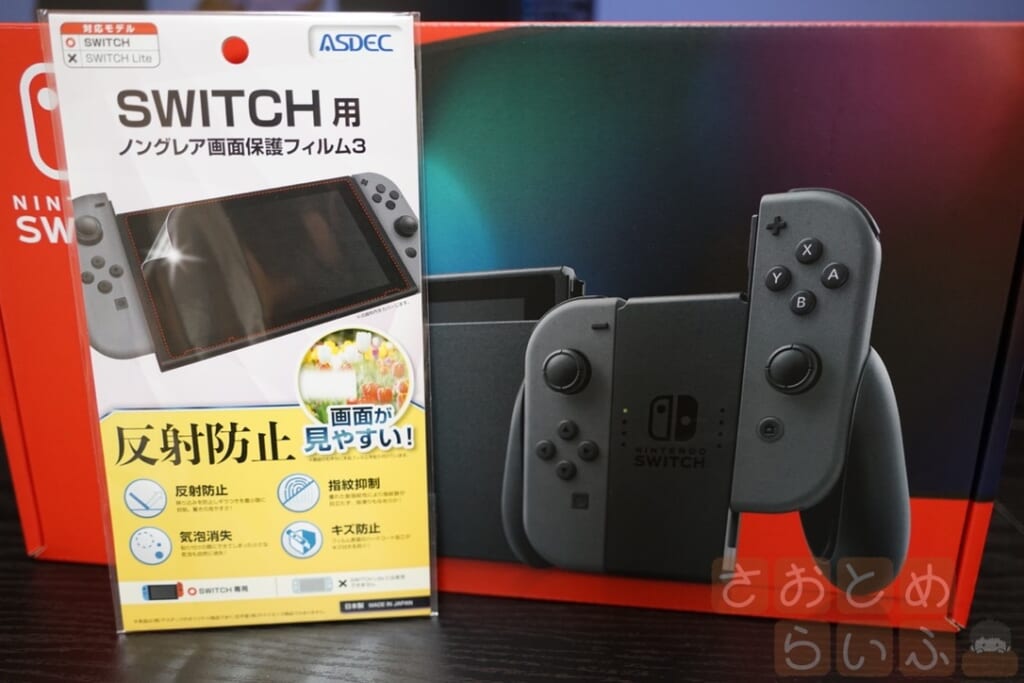 対応モデル
O SWITCH
X SWITCH Lite
ASDEC
SWITCH用
ノングレア画面保護フィルム3
画面が
見やすい!
反射防止
反射防止
指紋抑制
気泡消失
キズ防止
O SWITCH専用
X
日本製 MADE IN JAPAN
NIN
SW
X
Y
A
B
NINTENDO
SWITCH
さおとめ
らいふ